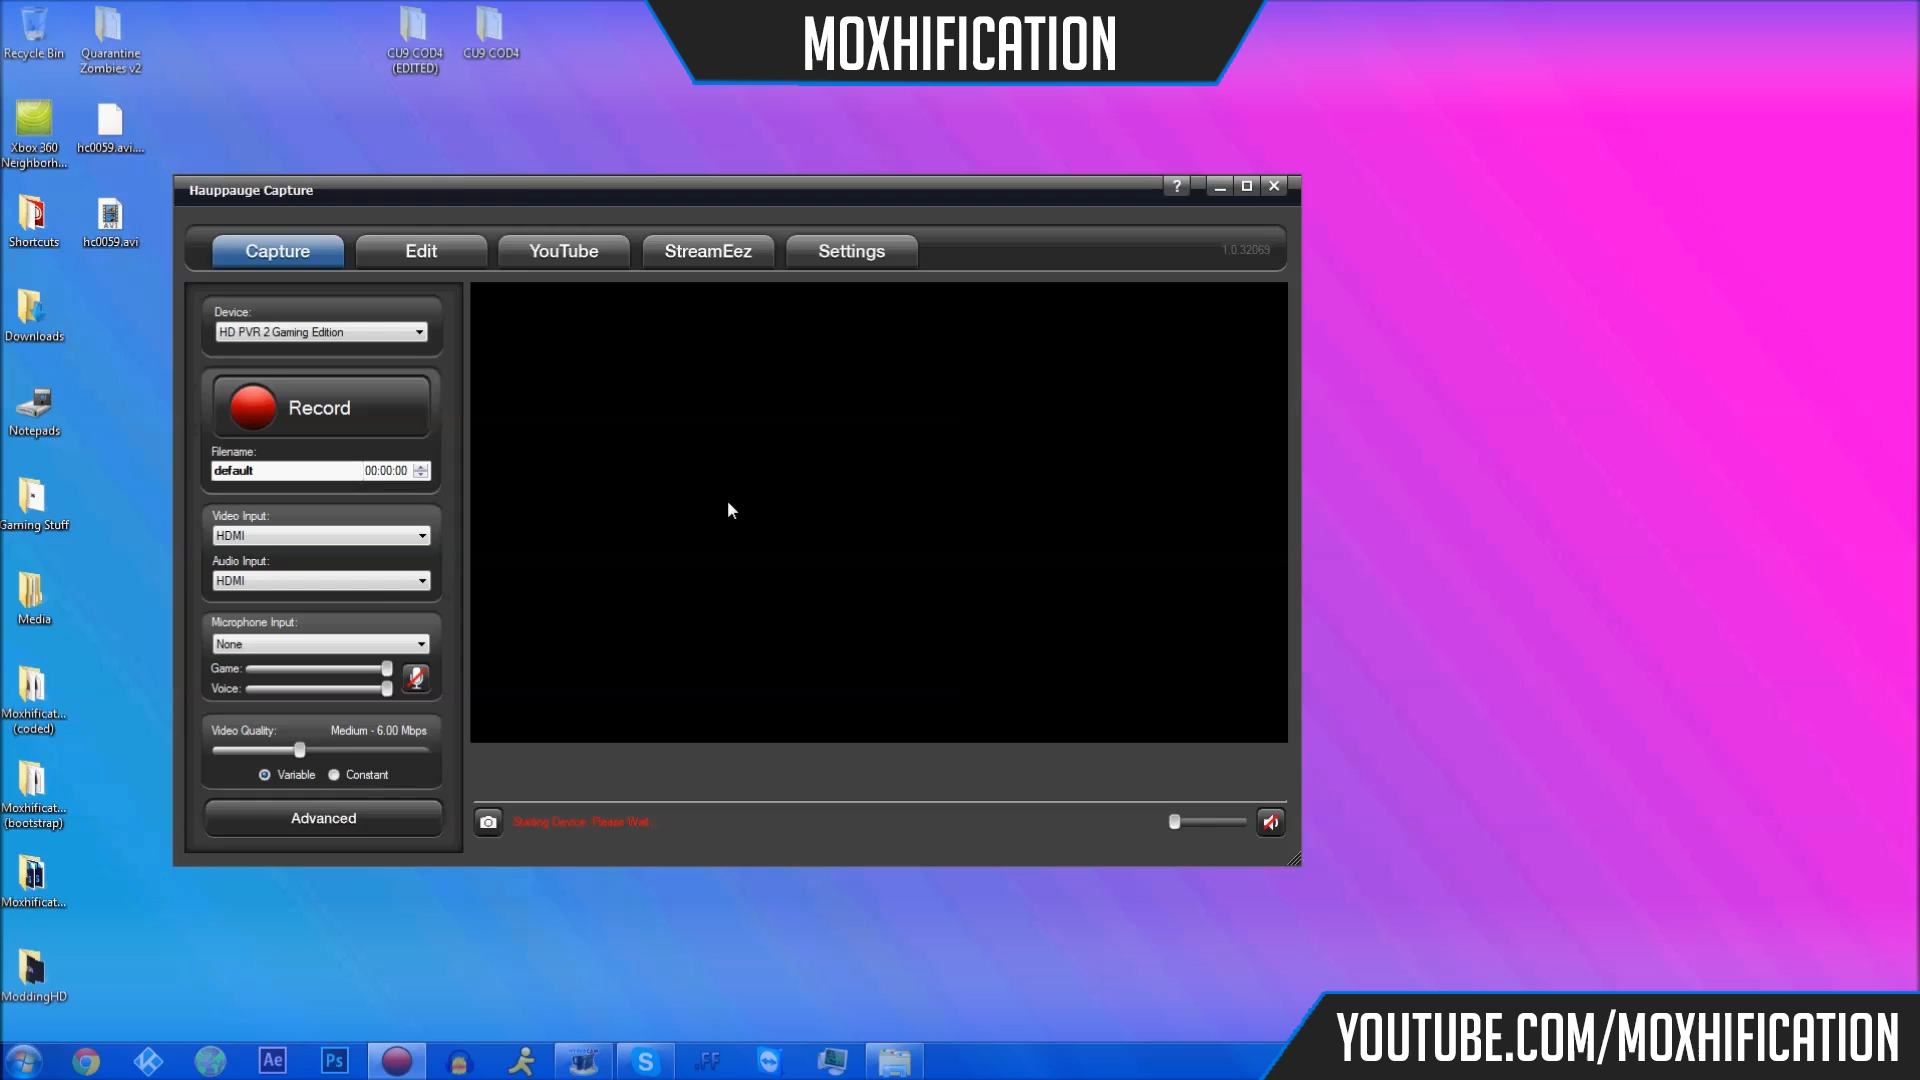 MOXHIFICATION
Recycle Bin
Quarantine
Zombies v2
CU9 COD4
(EDITED)
CU9 COD4
Xbox 360
Neighborh...
hc0059.avi....
Shortcuts
AVI
hc0059.avi
Downloads
Notepads
Gaming Stuff
Media
Moxhificat...
(coded)
Moxhificat...
(bootstrap)
Moxhificat...
ModdingHD
Hauppauge Capture
?
Capture
Edit
YouTube
StreamEez
Settings
1.0.32069
Device:
HD PVR 2 Gaming Edition
Record
Filename:
default 00:00:00
Video Input:
HDMI
Audio Input:
HDMI
Microphone Input:
None
Game:
Voice:
Video Quality: Medium - 6.00 Mbps
Variable Constant
Advanced
Starting Device. Please Wait...
Ae
Ps
S
.FF
YOUTUBE.COM/MOXHIFICATION